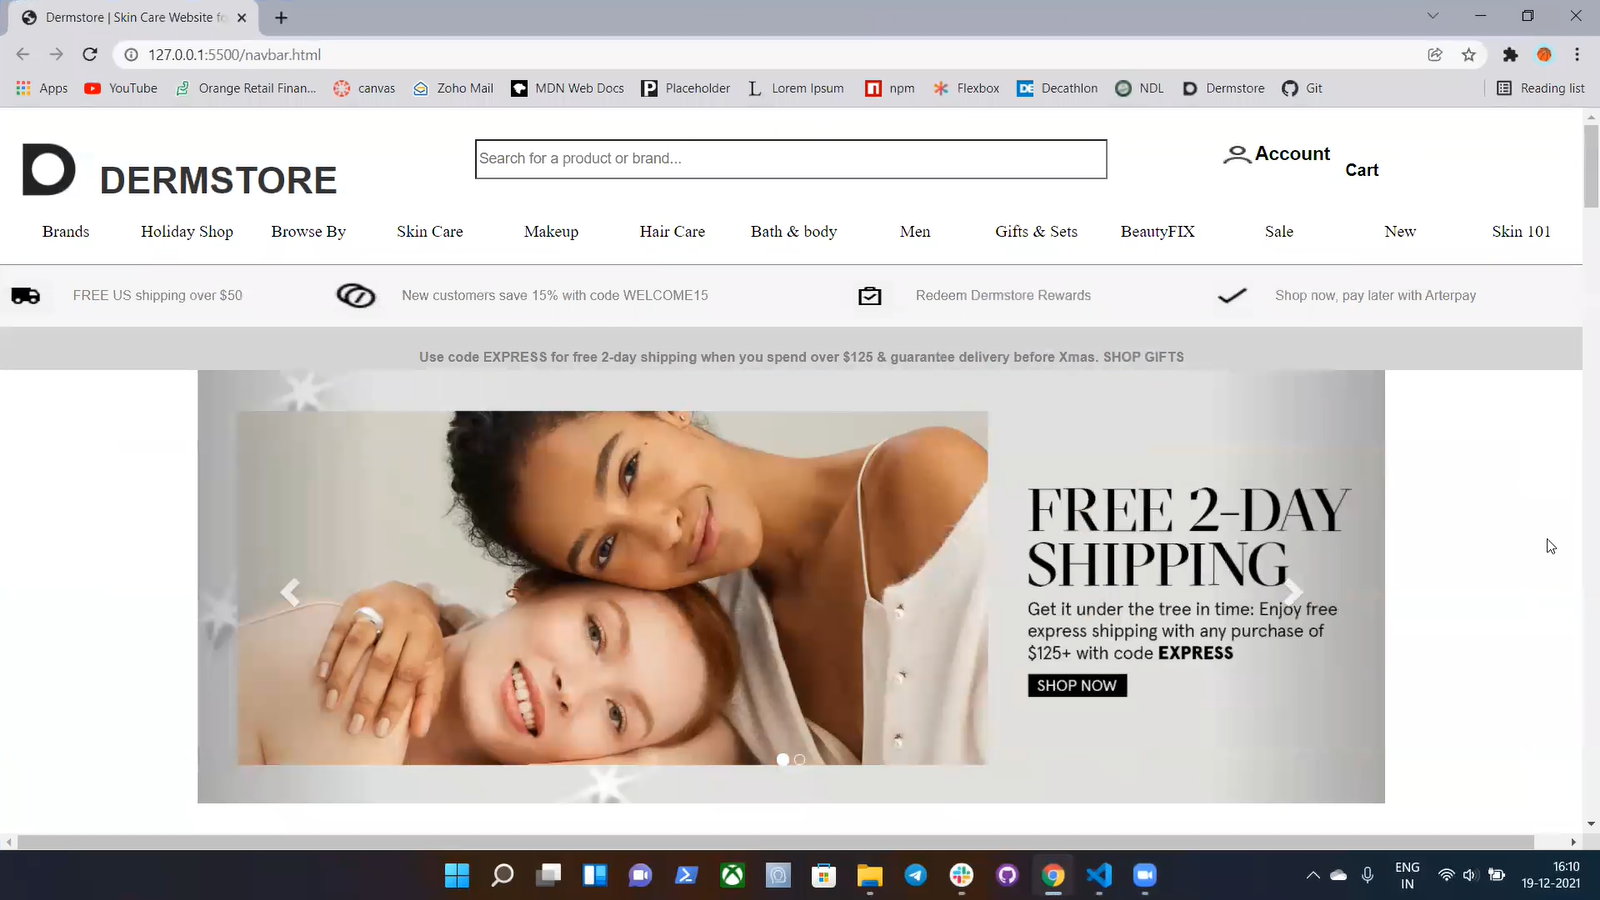 Dermstore | Skin Care Website fo
127.0.0.1:5500/navbar.html
Apps YouTube Orange Retail Finan... canvas Zoho Mail MDN Web Docs Placeholder Lorem Ipsum npm Flexbox Decathlon NDL Dermstore Git Reading list
DERMSTORE
Search for a product or brand...
Account
Cart
Brands Holiday Shop Browse By Skin Care Makeup Hair Care Bath & body Men Gifts & Sets BeautyFIX Sale New Skin 101
FREE US shipping over $50 New customers save 15% with code WELCOME15 Redeem Dermstore Rewards Shop now, pay later with Arterpay
Use code EXPRESS for free 2-day shipping when you spend over $125 & guarantee delivery before Xmas. SHOP GIFTS
FREE 2-DAY
SHIPPING
Get it under the tree in time: Enjoy free
express shipping with any purchase of
$125+ with code EXPRESS
SHOP NOW
ENG
IN
16:10
19-12-2021